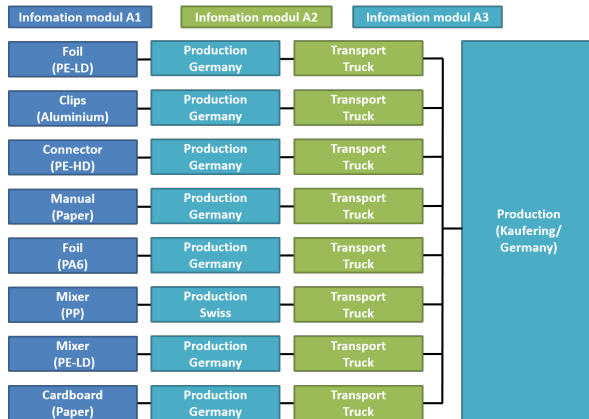 Infomation modul A1
Infomation modul A2
Infomation modul A3
Foil
(PE-LD)
Production
Germany
Transport
Truck
Clips
(Aluminium)
Production
Germany
Transport
Truck
Connector
(PE-HD)
Production
Germany
Transport
Truck
Manual
(Paper)
Production
Germany
Transport
Truck
Foil
(PA6)
Production
Germany
Transport
Truck
Mixer
(PP)
Production
Swiss
Transport
Truck
Mixer
(PE-LD)
Production
Germany
Transport
Truck
Cardboard
(Paper)
Production
Germany
Transport
Truck
Production
(Kaufering/
Germany)